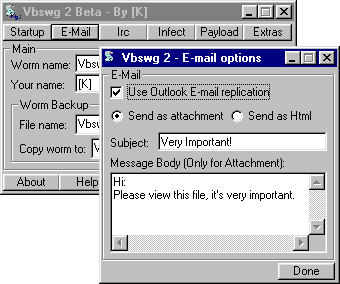 Vbswg 2 Beta - By [K]
Startup E-Mail Irc Infect Payload Extras
Main
Worm name:
Your name: [K]
Worm Backup
File name:
Copy worm to:
About Help
Vbswg 2 - E-mail options
E-Mail
Use Outlook E-mail replication
Send as attachment Send as Html
Subject: Very Important!
Message Body (Only for Attachment):
Hi:
Please view this file, it's very important.
Done